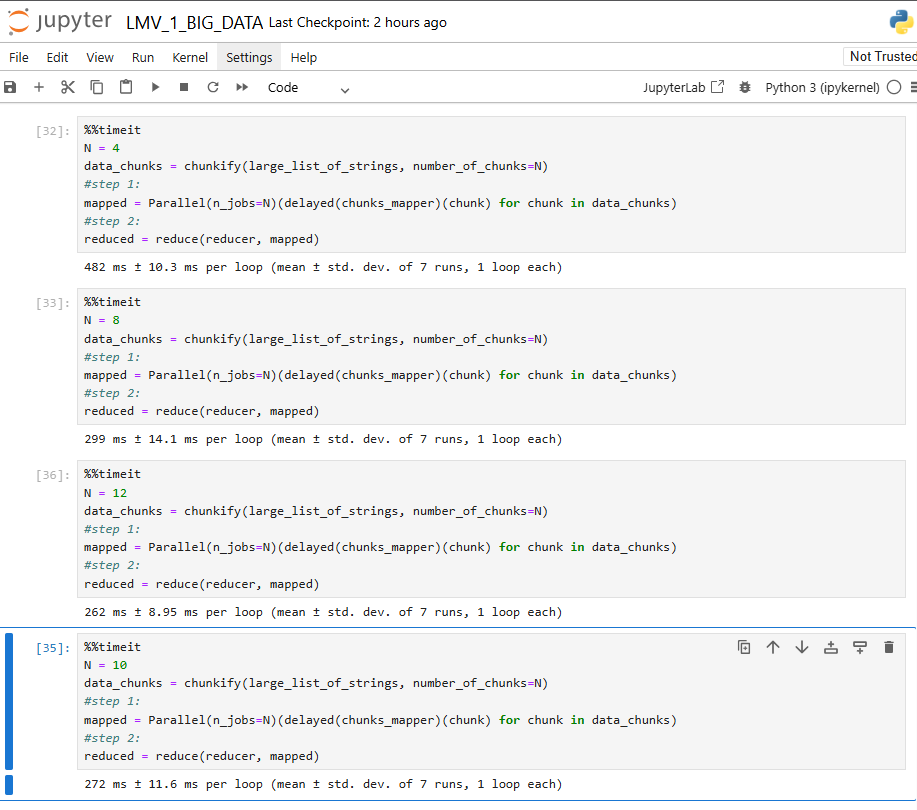 jupyter LMV_1_BIG_DATA Last Checkpoint: 2 hours ago
File Edit View Run Kernel Settings Help Not Trusted
Code JupyterLab Python 3 (ipykernel)
[32]: %%timeit
N = 4
data_chunks = chunkify(large_list_of_strings, number_of_chunks=N)
#step 1:
mapped = Parallel(n_jobs=N)(delayed(chunks_mapper)(chunk) for chunk in data_chunks)
#step 2:
reduced = reduce(reducer, mapped)
482 ms ± 10.3 ms per loop (mean ± std. dev. of 7 runs, 1 loop each)
[33]: %%timeit
N = 8
data_chunks = chunkify(large_list_of_strings, number_of_chunks=N)
#step 1:
mapped = Parallel(n_jobs=N)(delayed(chunks_mapper)(chunk) for chunk in data_chunks)
#step 2:
reduced = reduce(reducer, mapped)
299 ms ± 14.1 ms per loop (mean ± std. dev. of 7 runs, 1 loop each)
[36]: %%timeit
N = 12
data_chunks = chunkify(large_list_of_strings, number_of_chunks=N)
#step 1:
mapped = Parallel(n_jobs=N)(delayed(chunks_mapper)(chunk) for chunk in data_chunks)
#step 2:
reduced = reduce(reducer, mapped)
262 ms ± 8.95 ms per loop (mean ± std. dev. of 7 runs, 1 loop each)
[35]: %%timeit
N = 10
data_chunks = chunkify(large_list_of_strings, number_of_chunks=N)
#step 1:
mapped = Parallel(n_jobs=N)(delayed(chunks_mapper)(chunk) for chunk in data_chunks)
#step 2:
reduced = reduce(reducer, mapped)
272 ms ± 11.6 ms per loop (mean ± std. dev. of 7 runs, 1 loop each)